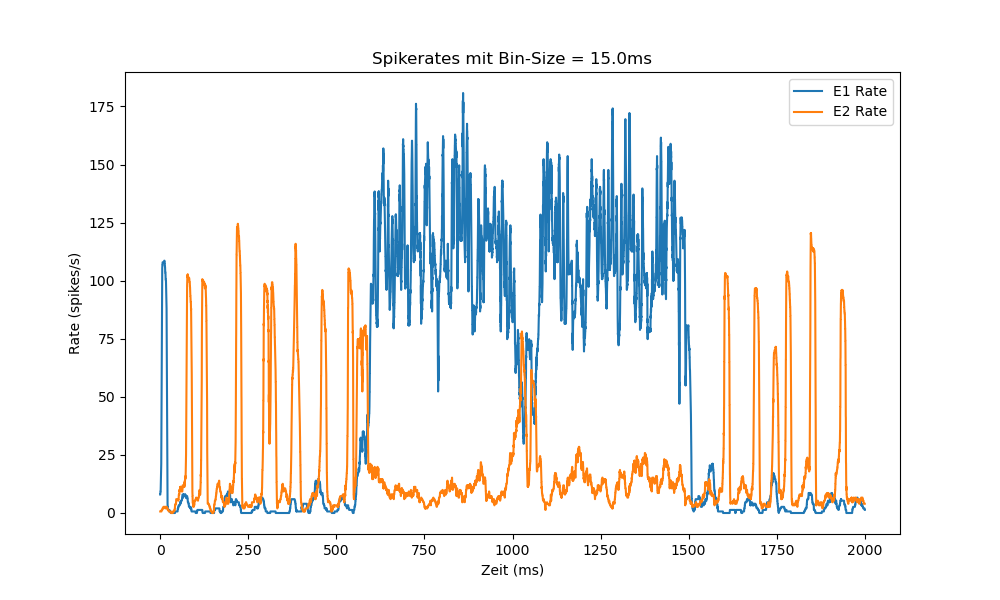 Spikerates mit Bin-Size = 15.0ms
E1 Rate
E2 Rate
Rate (spikes/s)
175
150
125
100
75
50
25
0
0 250 500 750 1000 1250 1500 1750 2000
Zeit (ms)